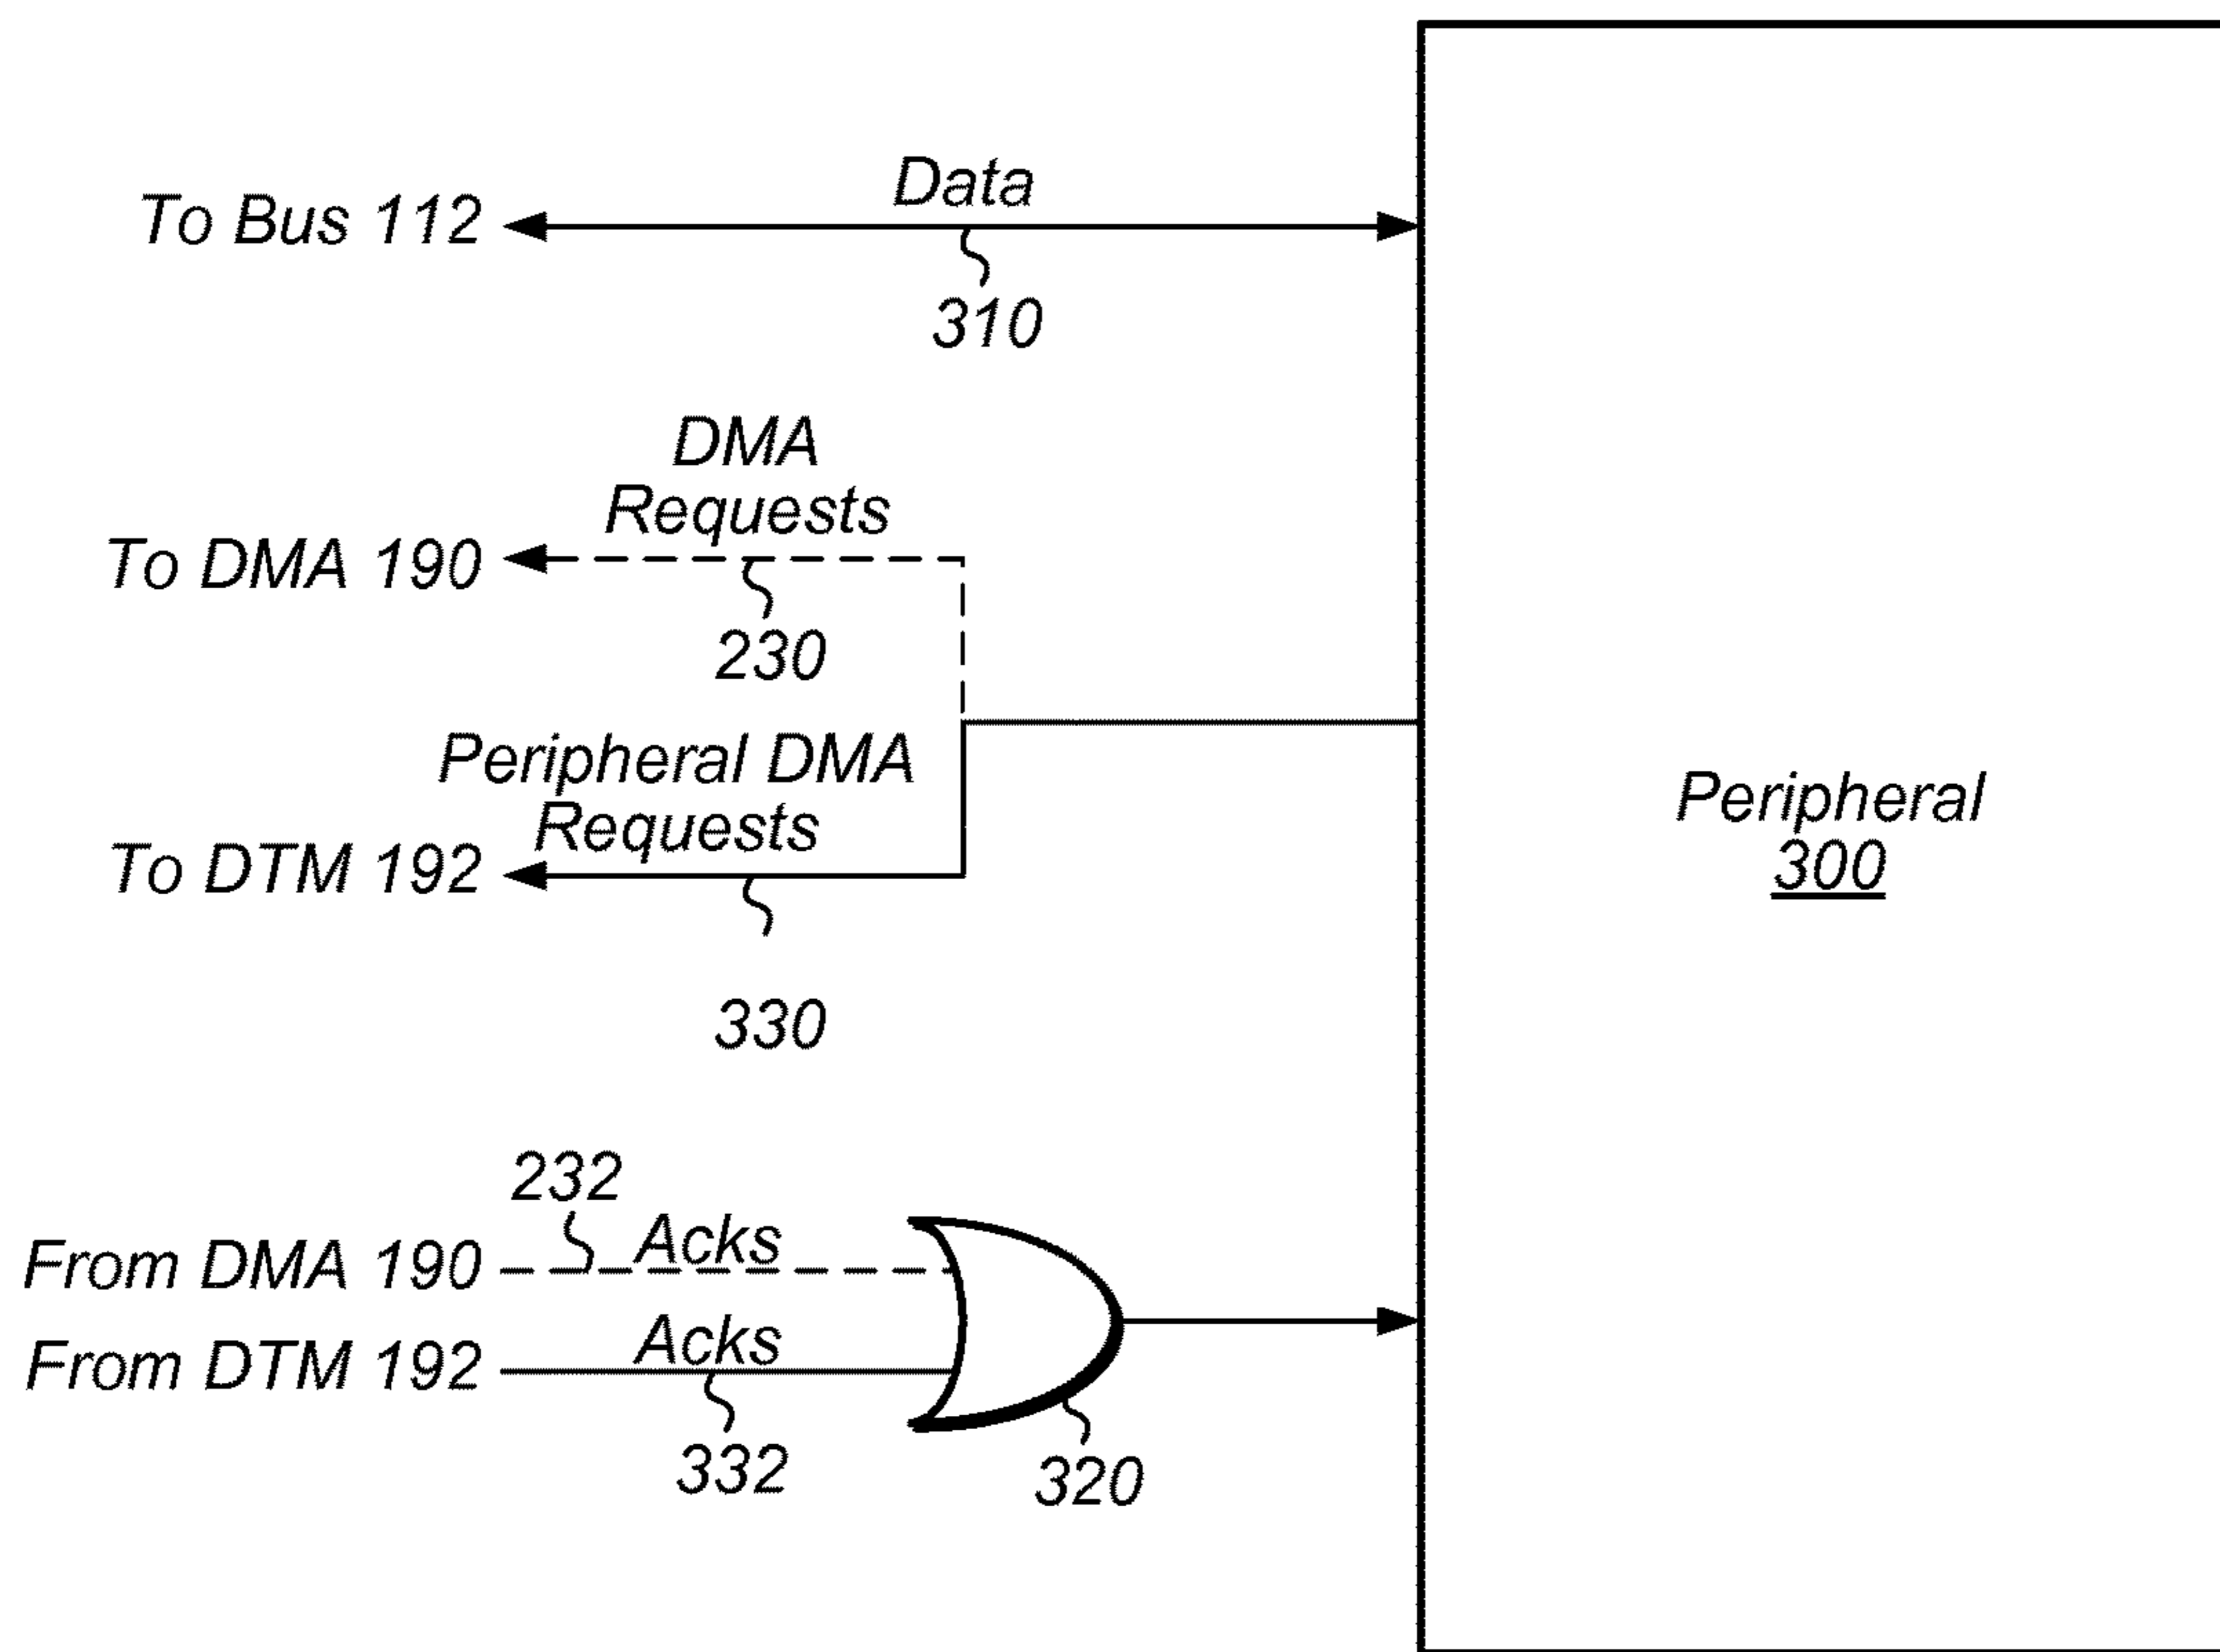 Data
To Bus 112
310
DMA
Requests
To DMA 190
230
Peripheral DMA
Requests
To DTM 192
330
Peripheral
300
232
Acks
From DMA 190
Acks
From DTM 192
332
320